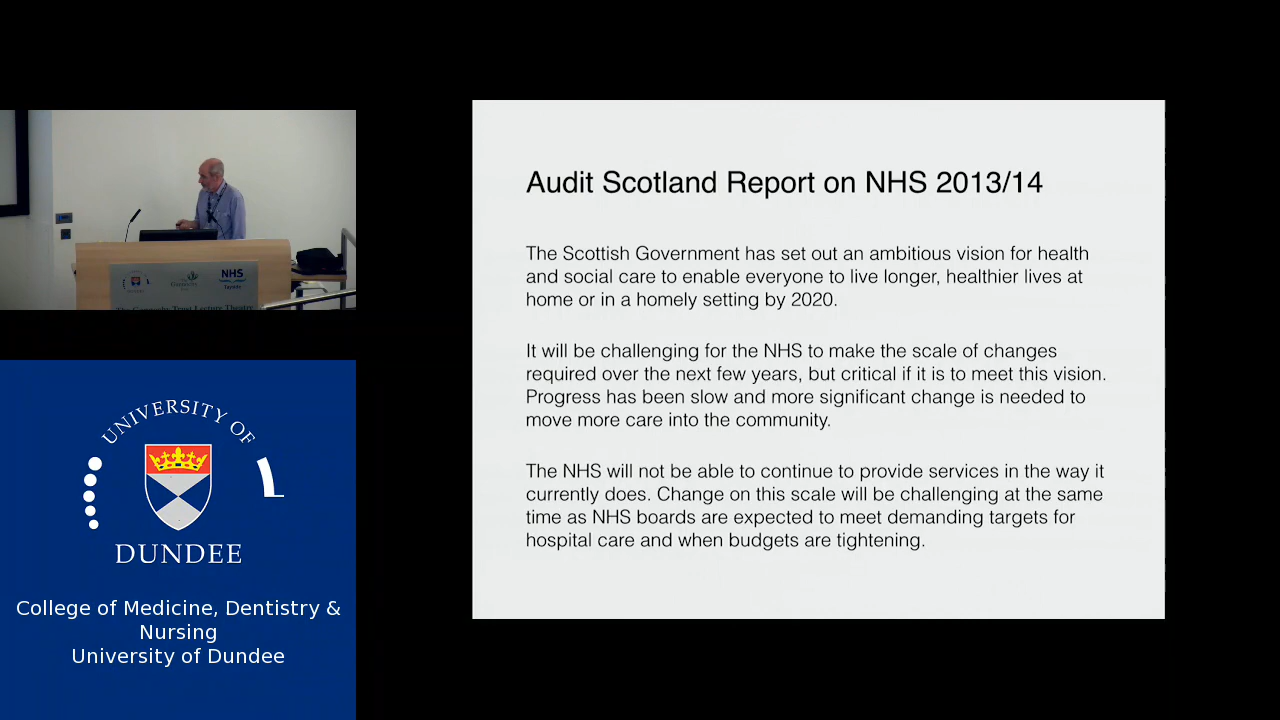 Audit Scotland Report on NHS 2013/14
The Scottish Government has set out an ambitious vision for health
and social care to enable everyone to live longer, healthier lives at
home or in a homely setting by 2020.
It will be challenging for the NHS to make the scale of changes
required over the next few years, but critical if it is to meet this vision.
Progress has been slow and more significant change is needed to
move more care into the community.
The NHS will not be able to continue to provide services in the way it
currently does. Change on this scale will be challenging at the same
time as NHS boards are expected to meet demanding targets for
hospital care and when budgets are tightening.
NHS
UNIVERSITY OF
DUNDEE
College of Medicine, Dentistry &
Nursing
University of Dundee